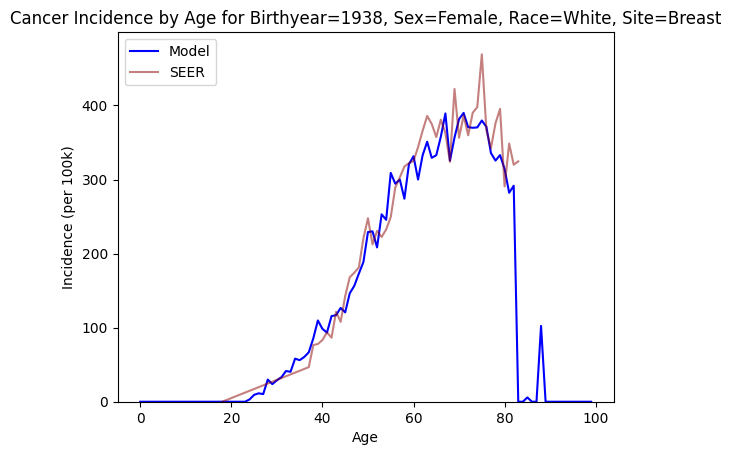 Cancer Incidence by Age for Birthyear=1938, Sex=Female, Race=White, Site=Breast
Model
SEER
Incidence (per 100k)
400
300
200
100
0
0 20 40 60 80 100
Age